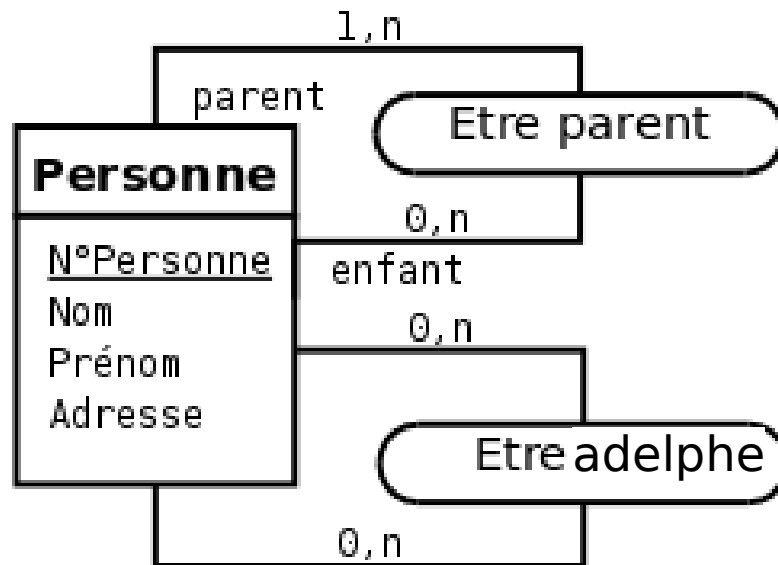 1,n
parent
Etre parent
Personne
0,n
enfant
N°Personne
Nom
Prénom
Adresse
0,n
Etre adelphe
0,n